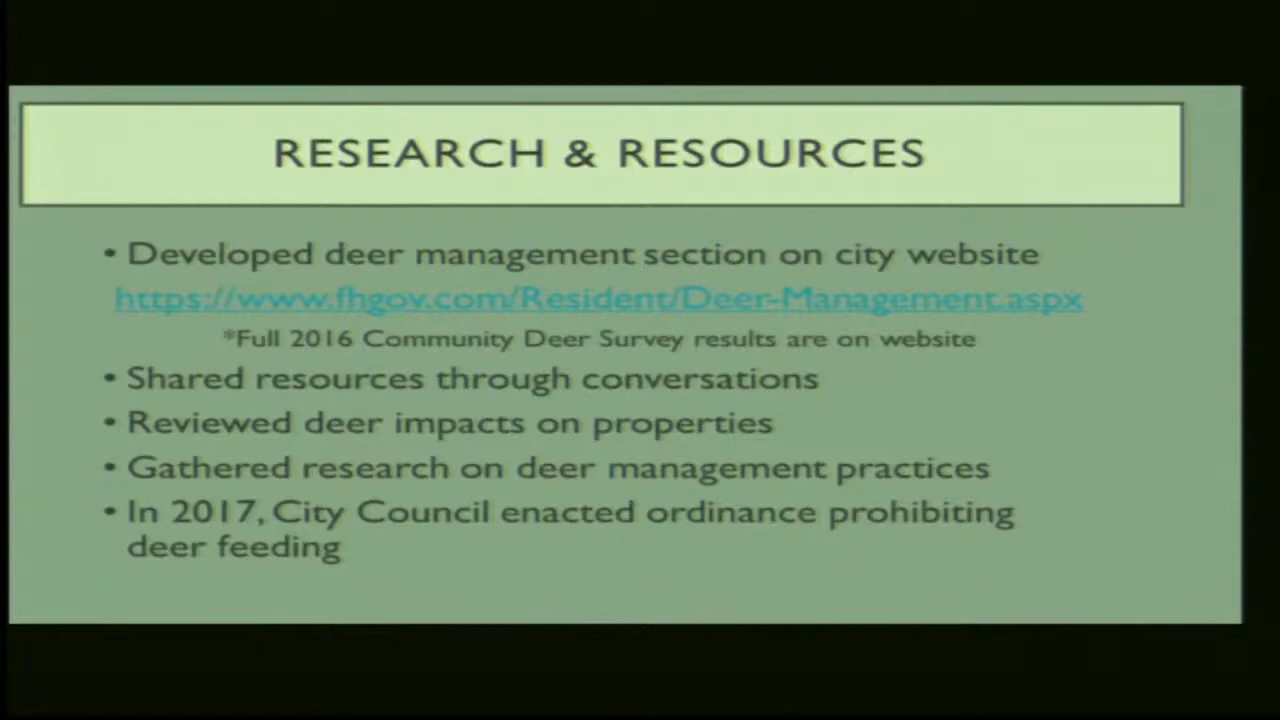 RESEARCH & RESOURCES
• Developed deer management section on city website
https://www.fhgov.com/Resident/Deer-Management.aspx
*Full 2016 Community Deer Survey results are on website
• Shared resources through conversations
• Reviewed deer impacts on properties
• Gathered research on deer management practices
• In 2017, City Council enacted ordinance prohibiting
deer feeding